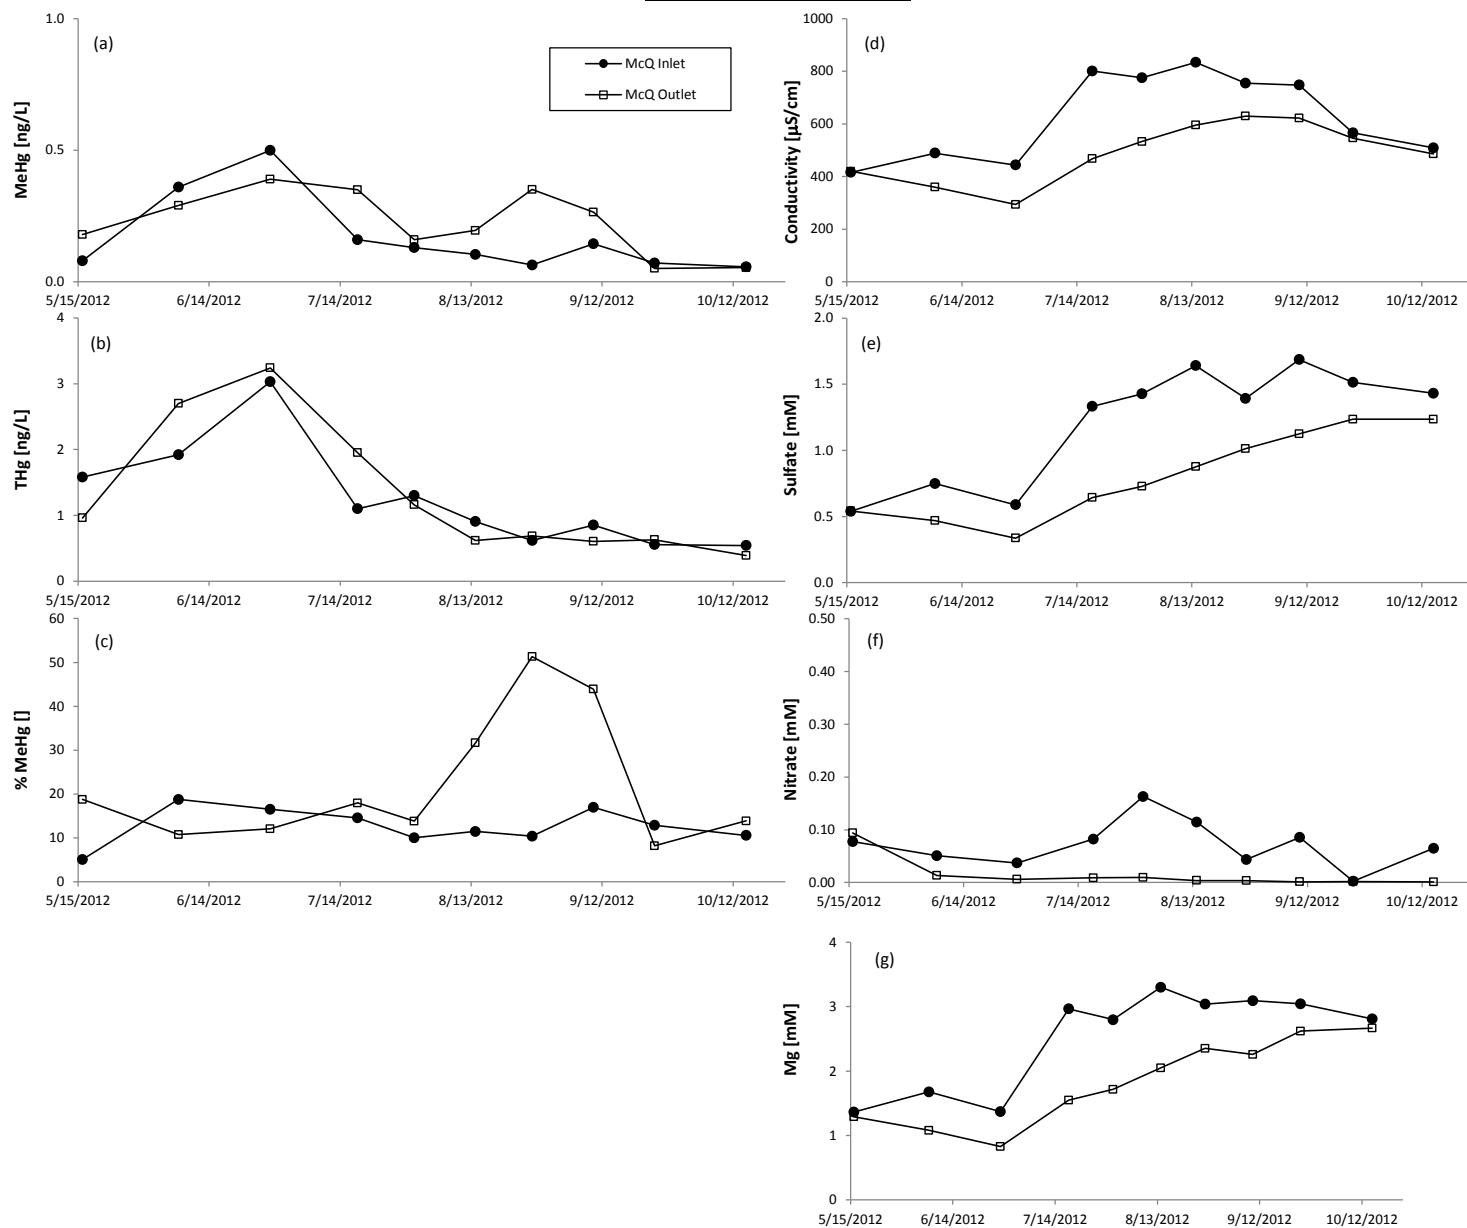 (a)
MeHg [ng/L]
1.0
0.5
0.0
5/15/2012 6/14/2012 7/14/2012 8/13/2012 9/12/2012 10/12/2012
McQ Inlet
McQ Outlet
(b)
THg [ng/L]
4
3
2
1
0
5/15/2012 6/14/2012 7/14/2012 8/13/2012 9/12/2012 10/12/2012
(c)
% MeHg []
60
50
40
30
20
10
0
5/15/2012 6/14/2012 7/14/2012 8/13/2012 9/12/2012 10/12/2012
(d)
Conductivity [µS/cm]
1000
800
600
400
200
0
5/15/2012 6/14/2012 7/14/2012 8/13/2012 9/12/2012 10/12/2012
(e)
Sulfate [mM]
2.0
1.5
1.0
0.5
0.0
5/15/2012 6/14/2012 7/14/2012 8/13/2012 9/12/2012 10/12/2012
(f)
Nitrate [mM]
0.50
0.40
0.30
0.20
0.10
0.00
5/15/2012 6/14/2012 7/14/2012 8/13/2012 9/12/2012 10/12/2012
(g)
Mg [mM]
4
3
2
1
0
5/15/2012 6/14/2012 7/14/2012 8/13/2012 9/12/2012 10/12/2012